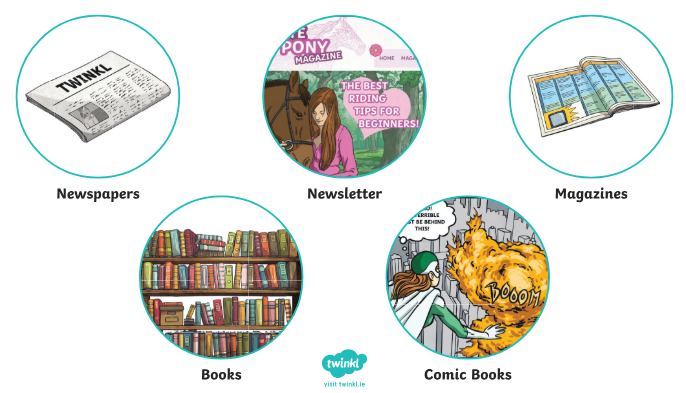 TWINKL
PONY
MAGAZINE
HOME
THE BEST
RIDING
TIPS FOR
BEGINNERS!
Newspapers
Newsletter
Magazines
BE BEHIND
THIS!
BOOOM
Books
twinkl
visit twinkl.ie
Comic Books